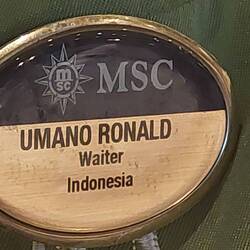 msc MSC
UMANO RONALD
Waiter
Indonesia